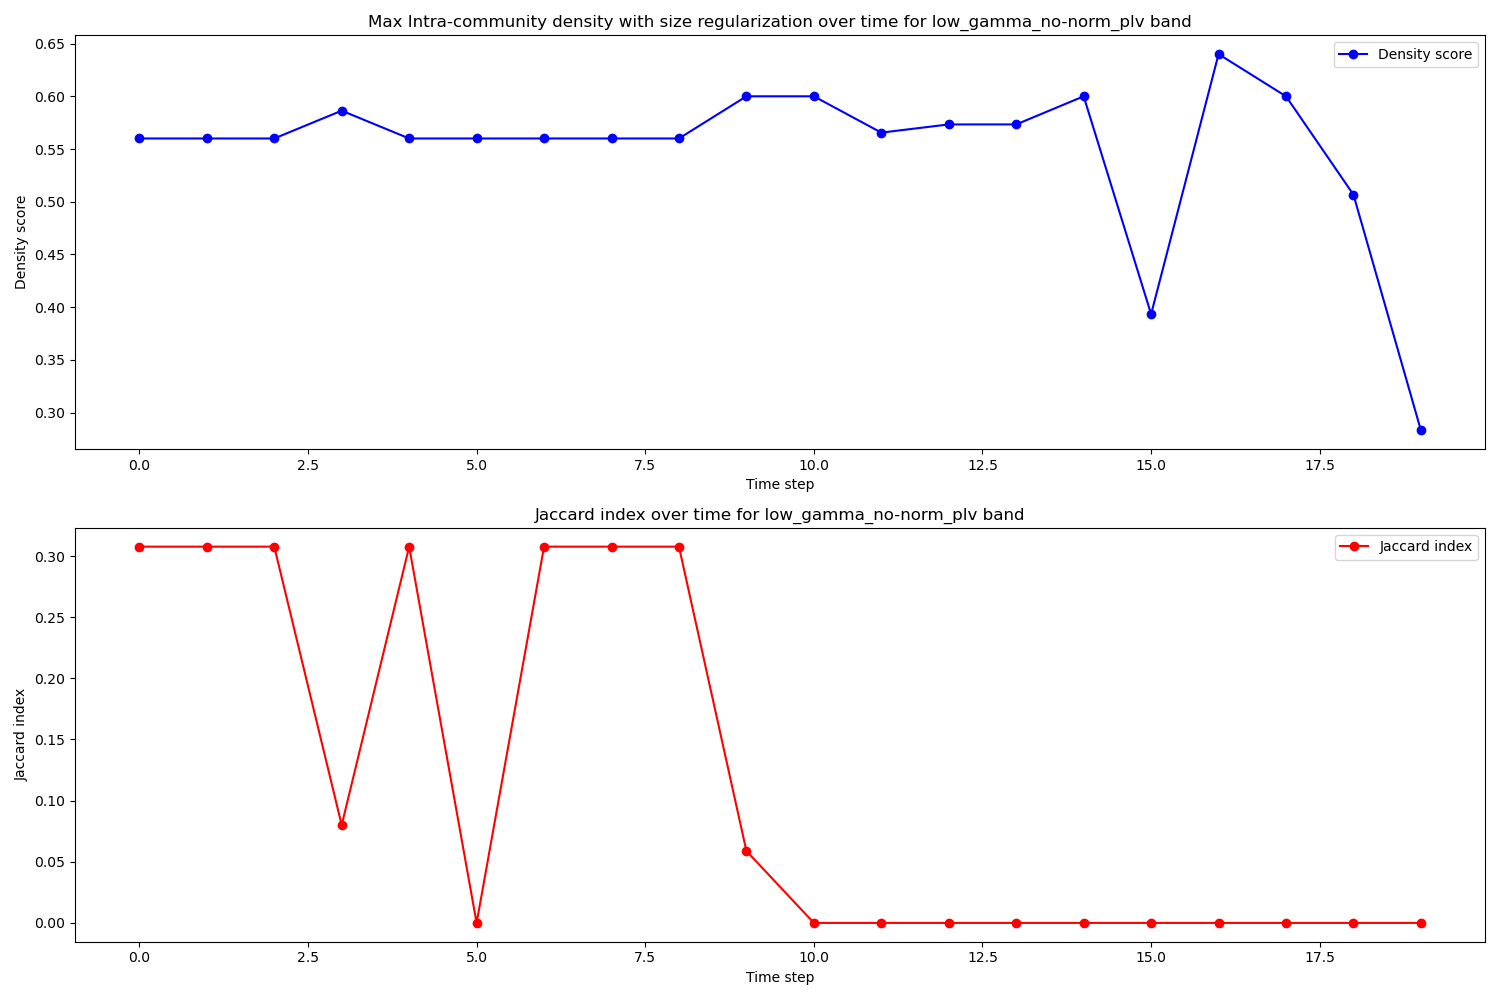 Max Intra-community density with size regularization over time for low_gamma_no-norm_plv band
Density score
0.65
0.60
0.55
0.50
0.45
0.40
0.35
0.30
Density score
0.0 2.5 5.0 7.5 10.0 12.5 15.0 17.5
Time step
Jaccard index over time for low_gamma_no-norm_plv band
Jaccard index
0.30
0.25
0.20
0.15
0.10
0.05
0.00
Jaccard index
0.0 2.5 5.0 7.5 10.0 12.5 15.0 17.5
Time step